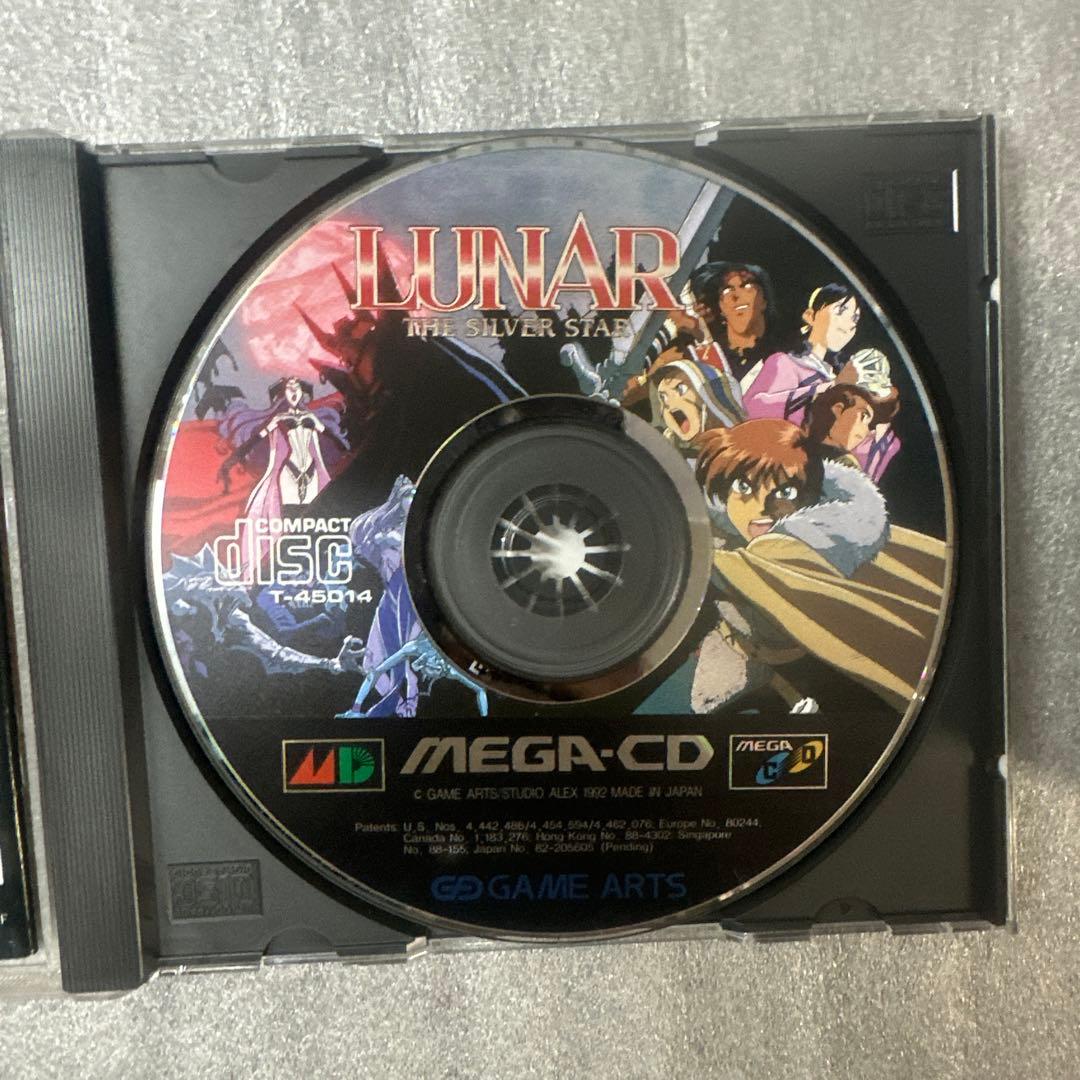 LUNAR
THE SILVER STAR
COMPACT
disc
T-45014
MEGA-CD
MEGA
CD
© GAME ARTS/STUDIO ALEX 1992 MADE IN JAPAN
Patents: U.S. Nos. 4,442,486/4,454,594/4,462,076; Europe No. 80244,
Canada No. 1,183,276; Hong Kong No. 88-4302; Singapore
No. 88-155, Japan No. 82-205605 (Pending)
GAME ARTS